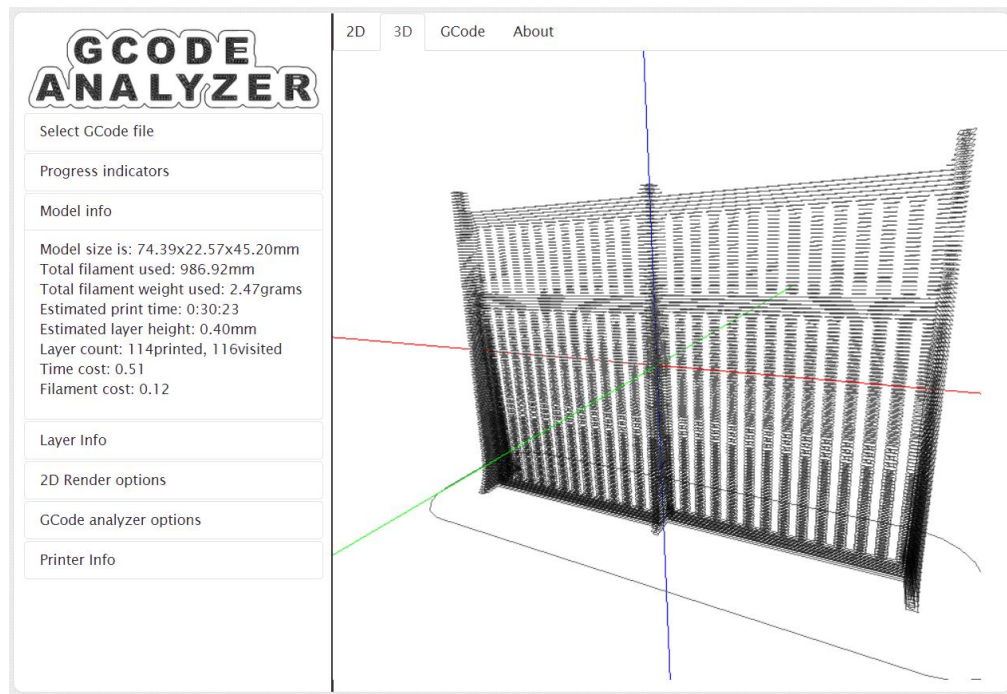 GCODE
ANALYZER
2D 3D GCode About
Select GCode file
Progress indicators
Model info
Model size is: 74.39x22.57x45.20mm
Total filament used: 986.92mm
Total filament weight used: 2.47grams
Estimated print time: 0:30:23
Estimated layer height: 0.40mm
Layer count: 114printed, 116visited
Time cost: 0.51
Filament cost: 0.12
Layer Info
2D Render options
GCode analyzer options
Printer Info